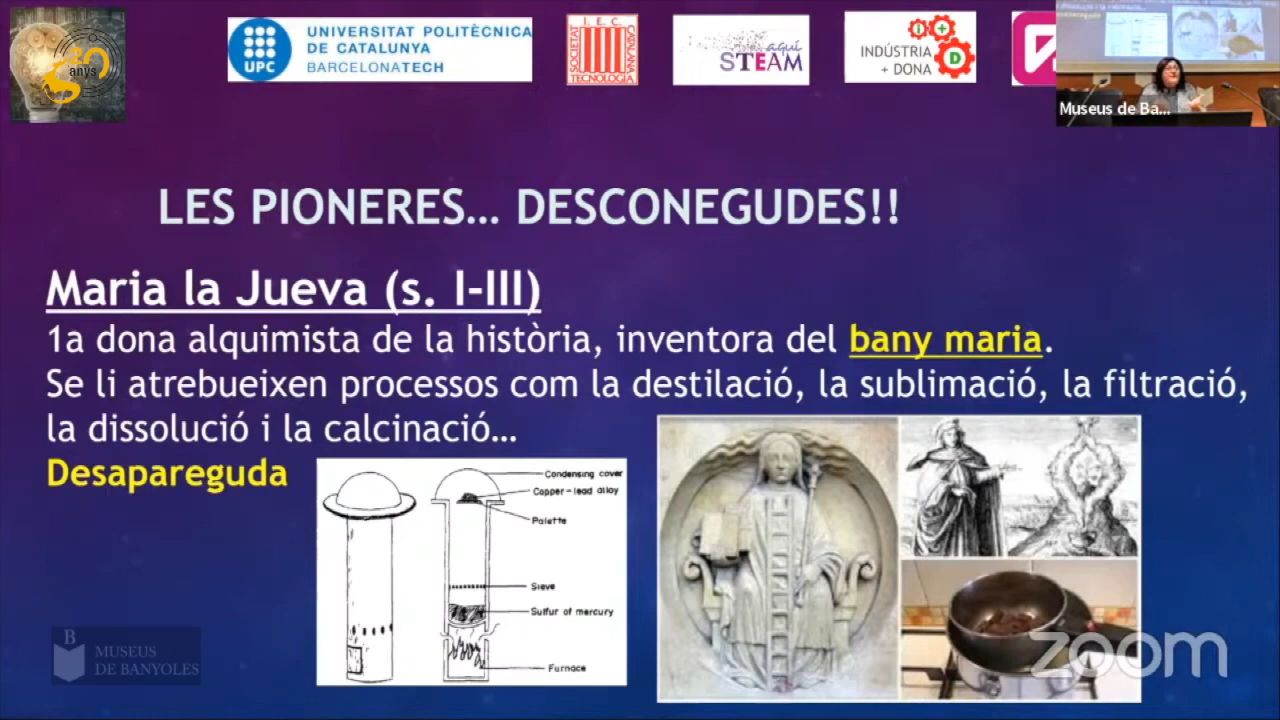 30
anys
UPC
UNIVERSITAT POLITÈCNICA
DE CATALUNYA
BARCELONATECH
I. E. C.
SOCIETAT
CATALANA
TECNOLOGIA
aquí
STEAM
INDÚSTRIA
+ DONA
i
+
D
Museus de Ba...
LES PIONERES... DESCONEGUDES!!
Maria la Jueva (s. I-III)
1a dona alquimista de la història, inventora del bany maria.
Se li atrebueixen processos com la destilació, la sublimació, la filtració,
la dissolució i la calcinació...
Desapareguda
Condensing cover
Copper-lead alloy
Palette
Sieve
Sulfur of mercury
Furnace
B
MUSEUS
DE BANYOLES
zoom